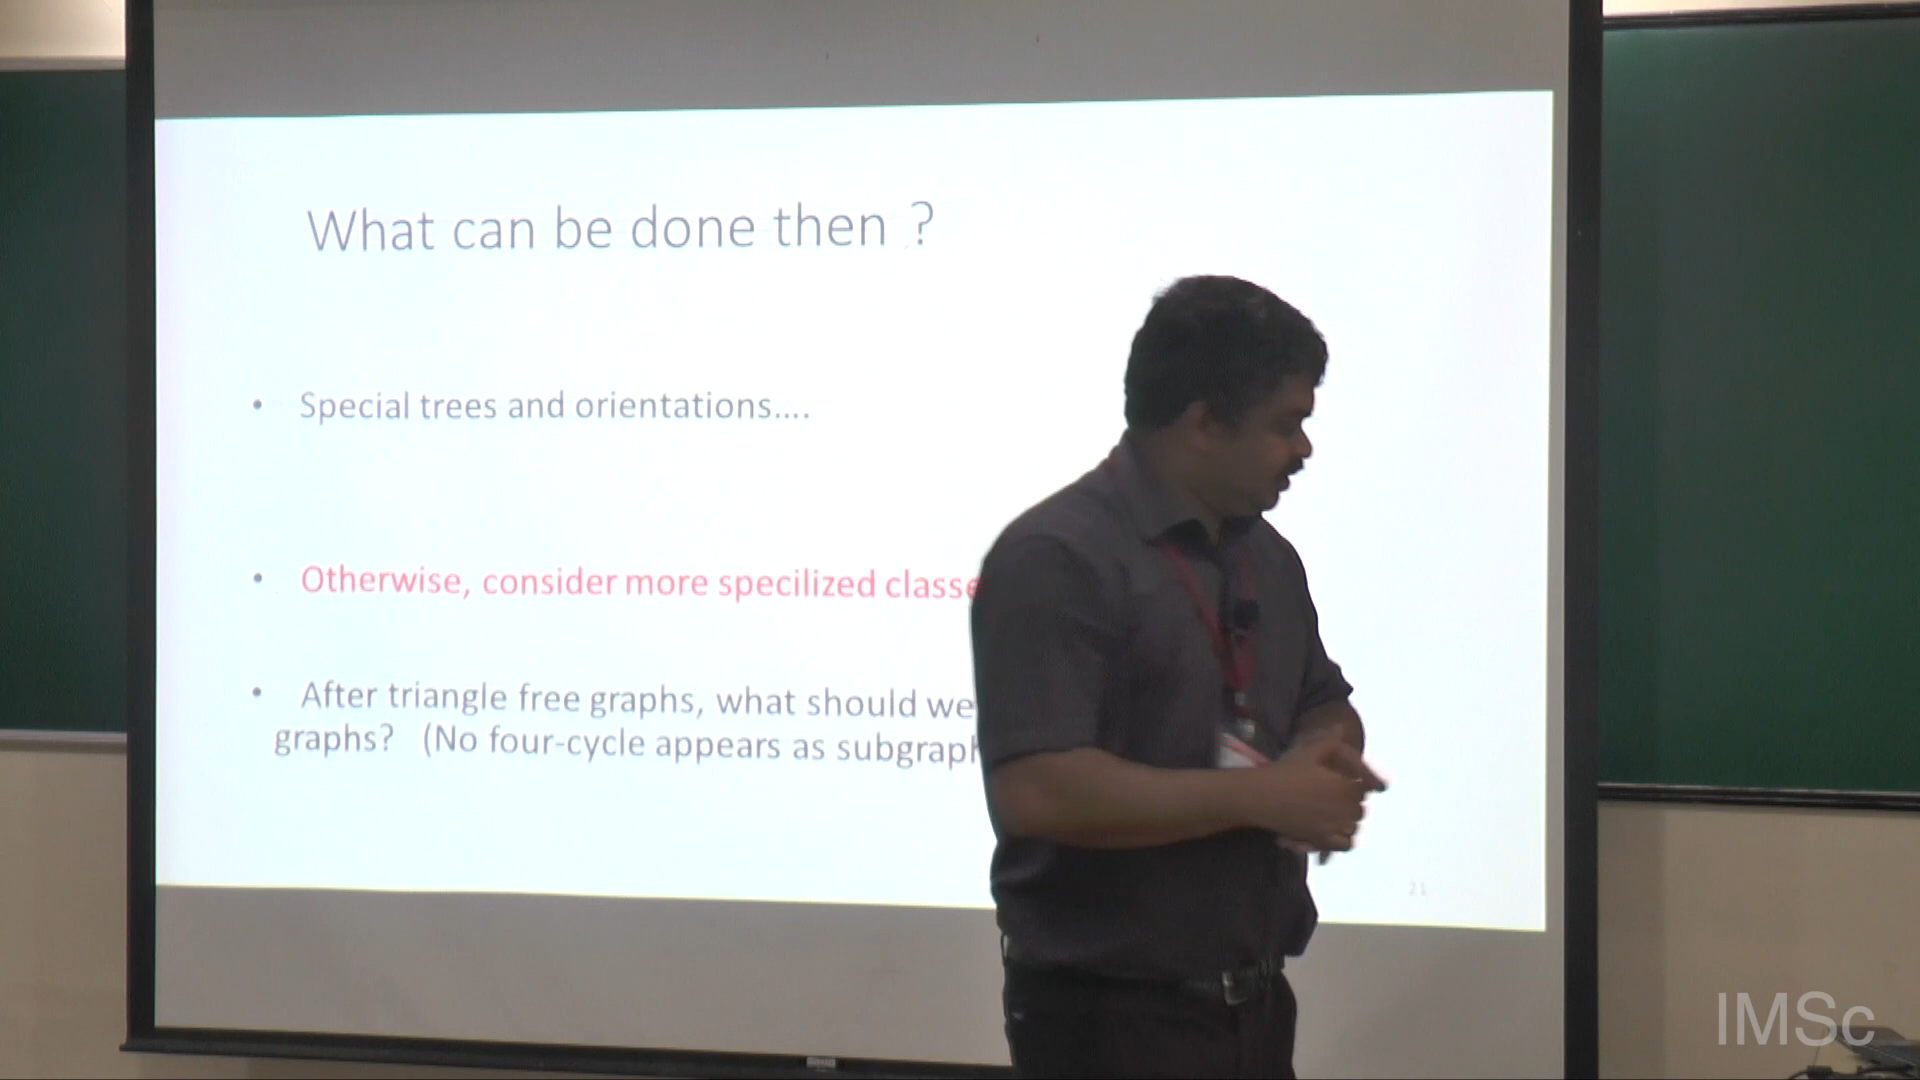 What can be done then ?
• Special trees and orientations....
• Otherwise, consider more specilized classe
• After triangle free graphs, what should we
graphs? (No four-cycle appears as subgraph
21
IMSc